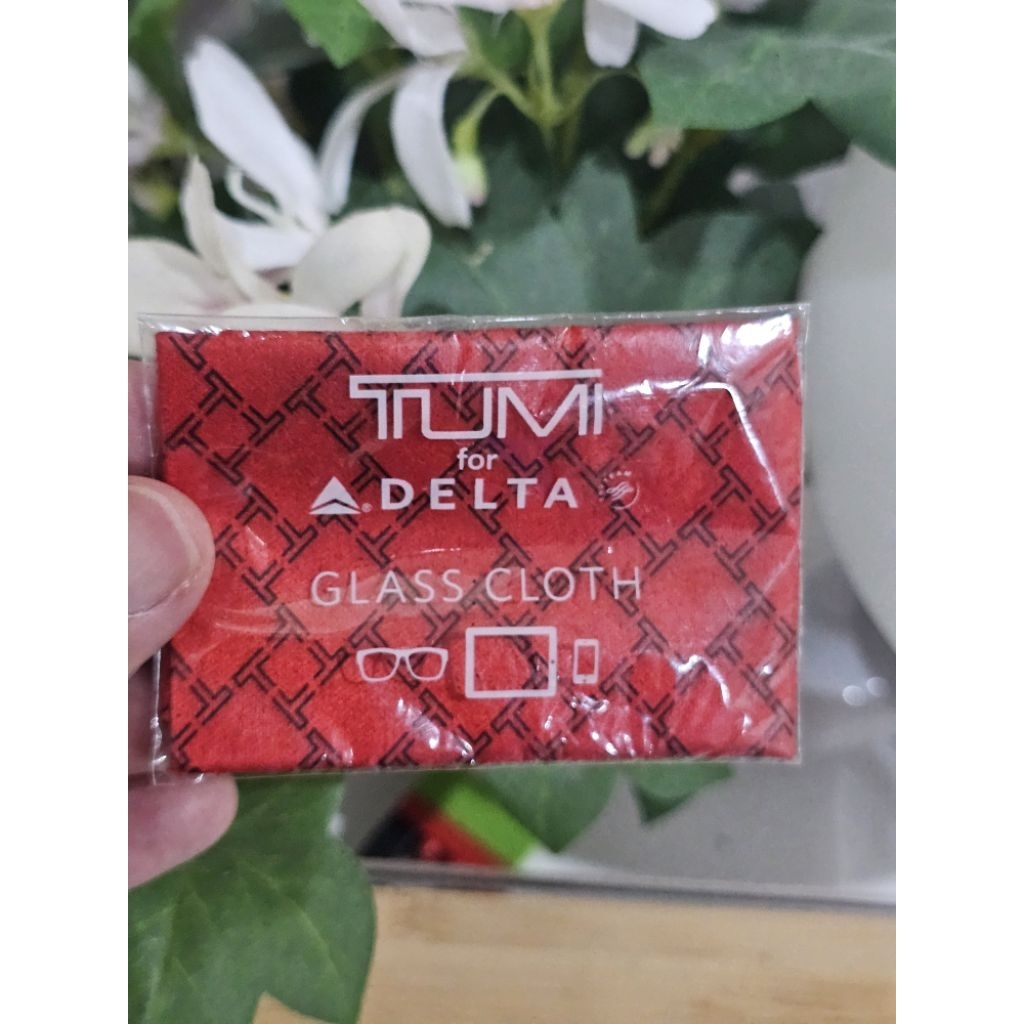 TUMI
for
DELTA
GLASS CLOTH